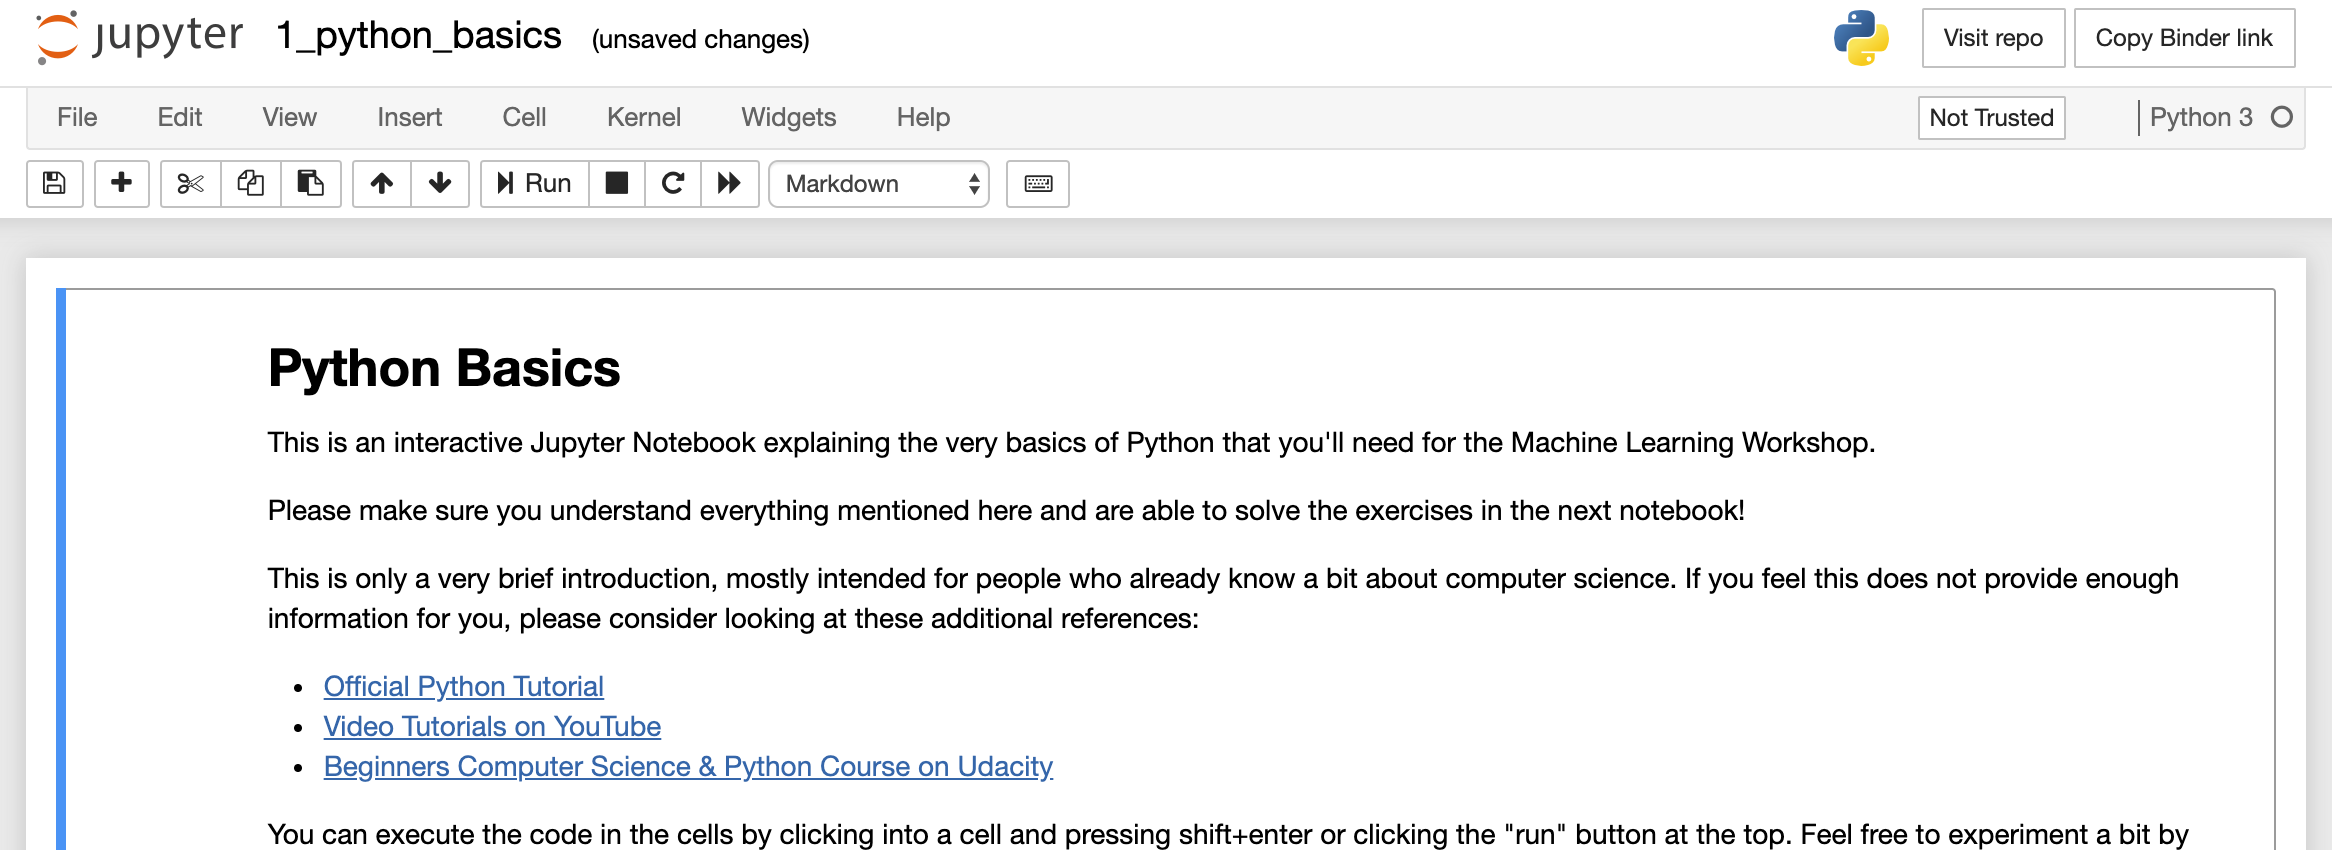 jupyter 1_python_basics (unsaved changes) Visit repo Copy Binder link
File Edit View Insert Cell Kernel Widgets Help Not Trusted Python 3
Run Markdown
Python Basics
This is an interactive Jupyter Notebook explaining the very basics of Python that you'll need for the Machine Learning Workshop.
Please make sure you understand everything mentioned here and are able to solve the exercises in the next notebook!
This is only a very brief introduction, mostly intended for people who already know a bit about computer science. If you feel this does not provide enough
information for you, please consider looking at these additional references:
• Official Python Tutorial
• Video Tutorials on YouTube
• Beginners Computer Science & Python Course on Udacity
You can execute the code in the cells by clicking into a cell and pressing shift+enter or clicking the "run" button at the top. Feel free to experiment a bit by